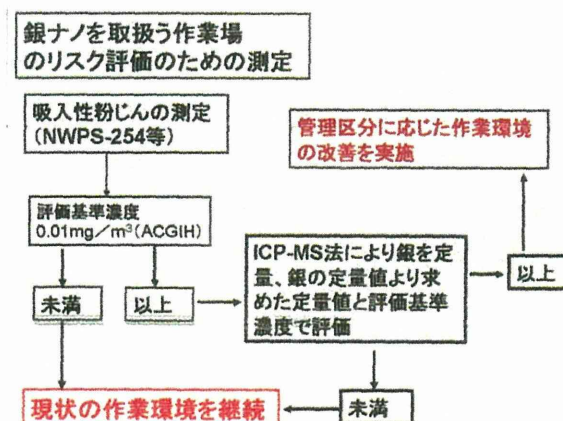 銀ナノを取扱う作業場
のリスク評価のための測定
吸入性粉じんの測定
(NWPS-254等)
管理区分に応じた作業環境
の改善を実施
評価基準濃度
0.01mg/m³(ACGIH)
ICP-MS法により銀を定
量、銀の定量値より求
めた定量値と評価基準
濃度で評価
以上
未満
以上
現状の作業環境を継続
未満